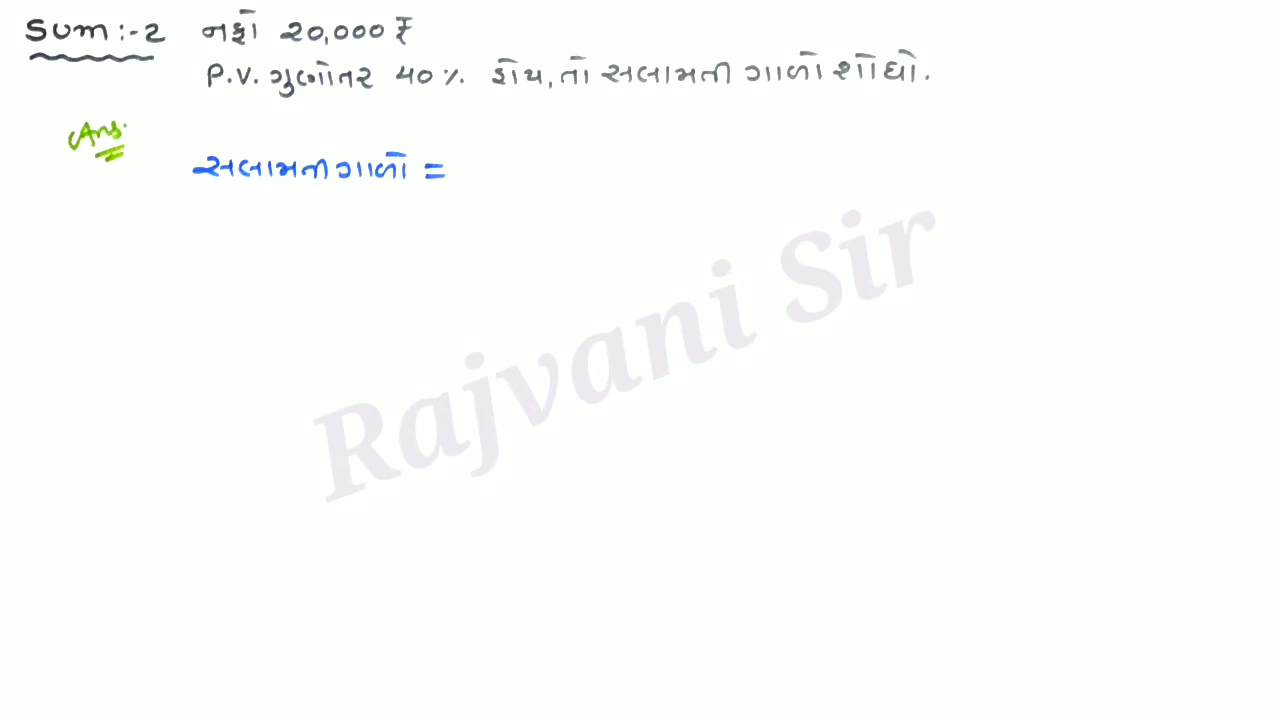 Sum :- 2 નફો 20,000 ₹
P.V. ગુણોત્તર 40 %. હોય, તો સલામતી ગાળો શોધો.
Ans.
સલામતી ગાળો =
Rajvani Sir